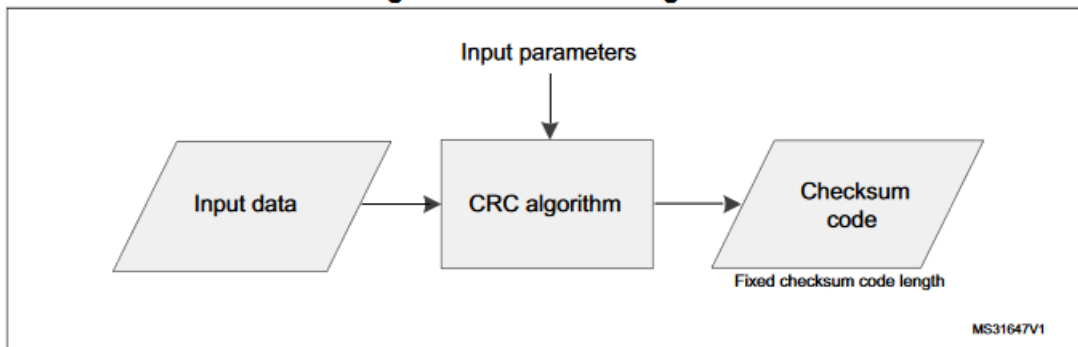 Input parameters
Input data
CRC algorithm
Checksum
code
Fixed checksum code length
MS31647V1